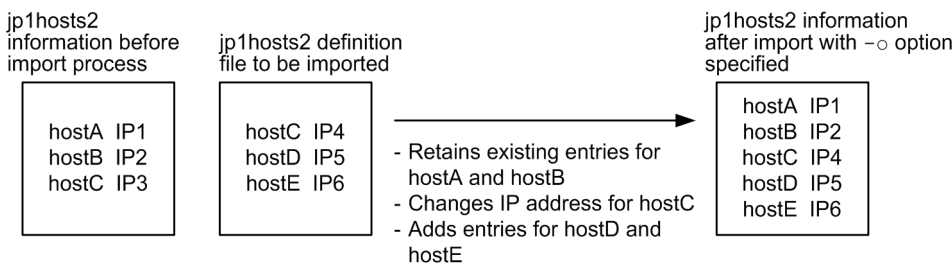 jp1hosts2
information before
import process
hostA IP1
hostB IP2
hostC IP3
jp1hosts2 definition
file to be imported
hostC IP4
hostD IP5
hostE IP6
- Retains existing entries for
hostA and hostB
- Changes IP address for hostC
- Adds entries for hostD and
hostE
jp1hosts2 information
after import with -o option
specified
hostA IP1
hostB IP2
hostC IP4
hostD IP5
hostE IP6